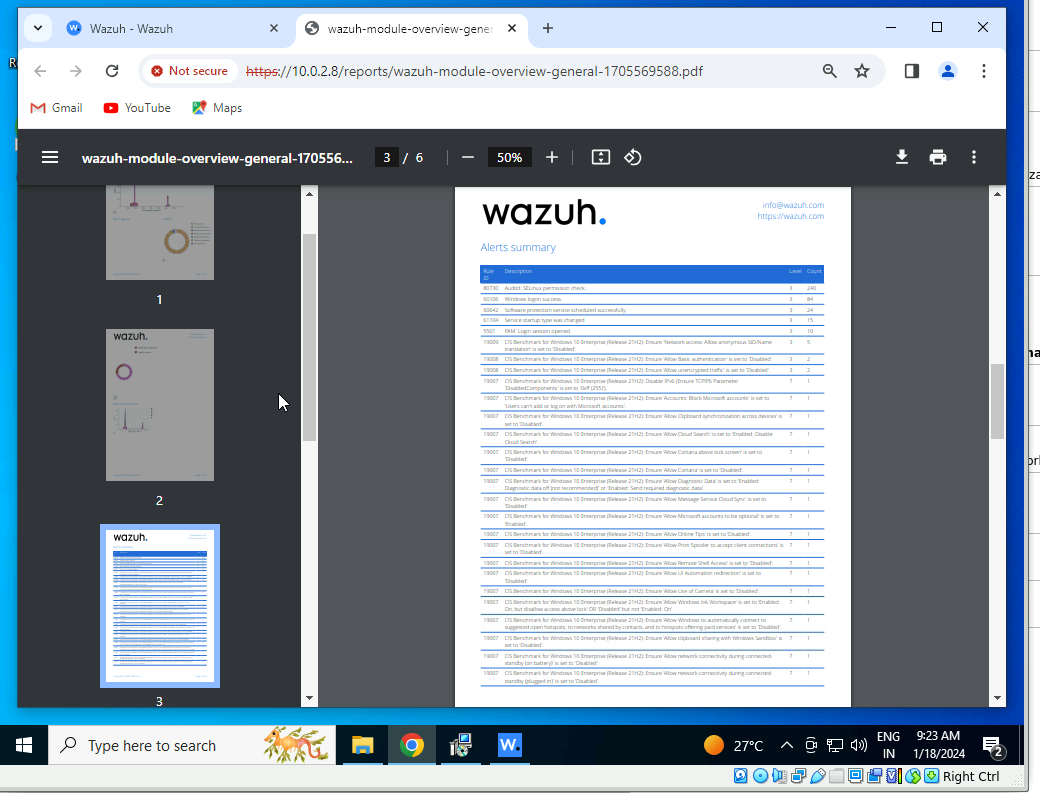 Wazuh - Wazuh
wazuh-module-overview-gener
Not secure
https://10.0.2.8/reports/wazuh-module-overview-general-1705569588.pdf
Gmail
YouTube
Maps
wazuh-module-overview-general-170556...
3 / 6
50%
1
wazuh.
2
wazuh.
3
wazuh.
info@wazuh.com
https://wazuh.com
Alerts summary
Rule ID Description Level Count
80730 Auditd: SELinux permission check. 3 240
60106 Windows logon success. 3 84
60642 Software protection service scheduled successfully. 3 24
61104 Service startup type was changed 3 15
5501 PAM: Login session opened. 3 10
19009 CIS Benchmark for Windows 10 Enterprise (Release 21H2): Ensure 'Network access: Allow anonymous SID/Name 3 5
translation' is set to 'Disabled'.
19008 CIS Benchmark for Windows 10 Enterprise (Release 21H2): Ensure 'Allow Basic authentication' is set to 'Disabled'. 3 2
19008 CIS Benchmark for Windows 10 Enterprise (Release 21H2): Ensure 'Allow unencrypted traffic' is set to 'Disabled'. 3 2
19007 CIS Benchmark for Windows 10 Enterprise (Release 21H2): Disable IPv6 (Ensure TCPIP6 Parameter 7 1
'DisabledComponents' is set to '0xff (255)').
19007 CIS Benchmark for Windows 10 Enterprise (Release 21H2): Ensure 'Accounts: Block Microsoft accounts' is set to 7 1
'Users can't add or log on with Microsoft accounts'.
19007 CIS Benchmark for Windows 10 Enterprise (Release 21H2): Ensure 'Allow Clipboard synchronization across devices' is 7 1
set to 'Disabled'.
19007 CIS Benchmark for Windows 10 Enterprise (Release 21H2): Ensure 'Allow Cloud Search' is set to 'Enabled: Disable 7 1
Cloud Search'.
19007 CIS Benchmark for Windows 10 Enterprise (Release 21H2): Ensure 'Allow Cortana above lock screen' is set to 7 1
'Disabled'.
19007 CIS Benchmark for Windows 10 Enterprise (Release 21H2): Ensure 'Allow Cortana' is set to 'Disabled'. 7 1
19007 CIS Benchmark for Windows 10 Enterprise (Release 21H2): Ensure 'Allow Diagnostic Data' is set to 'Enabled: 7 1
Diagnostic data off (not recommended)' or 'Enabled: Send required diagnostic data'.
19007 CIS Benchmark for Windows 10 Enterprise (Release 21H2): Ensure 'Allow Message Service Cloud Sync' is set to 7 1
'Disabled'.
19007 CIS Benchmark for Windows 10 Enterprise (Release 21H2): Ensure 'Allow Microsoft accounts to be optional' is set to 7 1
'Enabled'.
19007 CIS Benchmark for Windows 10 Enterprise (Release 21H2): Ensure 'Allow Online Tips' is set to 'Disabled'. 7 1
19007 CIS Benchmark for Windows 10 Enterprise (Release 21H2): Ensure 'Allow Print Spooler to accept client connections' is 7 1
set to 'Disabled'.
19007 CIS Benchmark for Windows 10 Enterprise (Release 21H2): Ensure 'Allow Remote Shell Access' is set to 'Disabled'. 7 1
19007 CIS Benchmark for Windows 10 Enterprise (Release 21H2): Ensure 'Allow UI Automation redirection' is set to 7 1
'Disabled'.
19007 CIS Benchmark for Windows 10 Enterprise (Release 21H2): Ensure 'Allow Use of Camera' is set to 'Disabled'. 7 1
19007 CIS Benchmark for Windows 10 Enterprise (Release 21H2): Ensure 'Allow Windows Ink Workspace' is set to 'Enabled: 7 1
On, but disallow access above lock' OR 'Disabled' but not 'Enabled: On'.
19007 CIS Benchmark for Windows 10 Enterprise (Release 21H2): Ensure 'Allow Windows to automatically connect to 7 1
suggested open hotspots, to networks shared by contacts, and to hotspots offering paid services' is set to 'Disabled'.
19007 CIS Benchmark for Windows 10 Enterprise (Release 21H2): Ensure 'Allow clipboard sharing with Windows Sandbox' is 7 1
set to 'Disabled'.
19007 CIS Benchmark for Windows 10 Enterprise (Release 21H2): Ensure 'Allow network connectivity during connected- 7 1
standby (on battery)' is set to 'Disabled'.
19007 CIS Benchmark for Windows 10 Enterprise (Release 21H2): Ensure 'Allow network connectivity during connected- 7 1
standby (plugged in)' is set to 'Disabled'.
Type here to search
27°C
ENG
IN
9:23 AM
1/18/2024
2
Right Ctrl